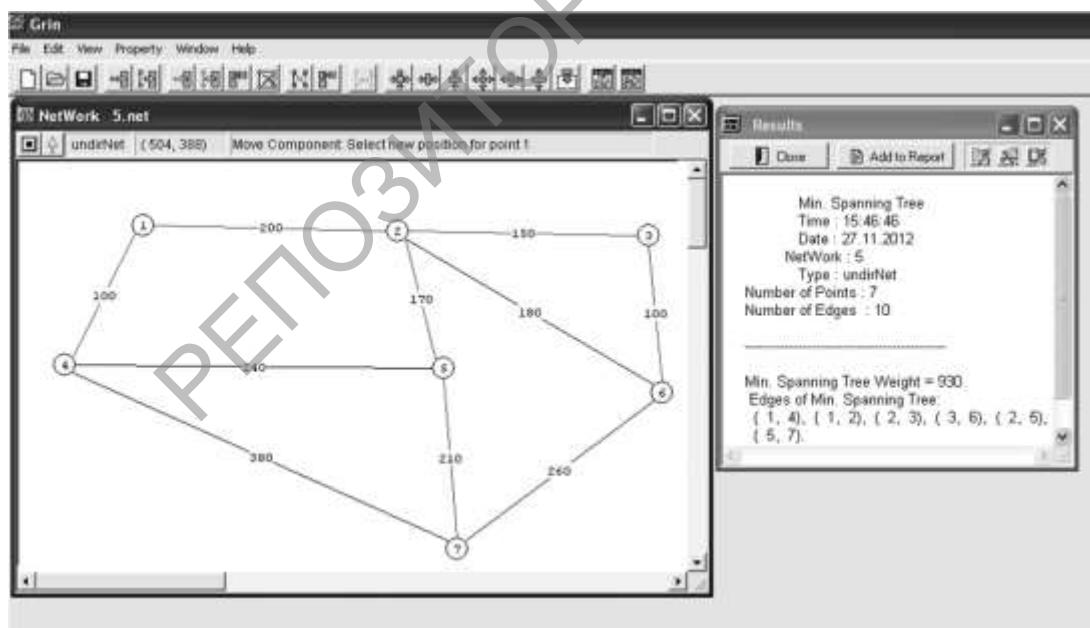 Grin
File Edit View Property Window Help
NetWork 5.net
undirNet (504, 388) Move Component: Select new position for point 1
1 200 2 150 3
100 170 180 100
4 240 5 6
380 210 260
7
Results
Close Add to Report
Min. Spanning Tree
Time : 15:46:46
Date : 27.11.2012
NetWork : 5
Type : undirNet
Number of Points : 7
Number of Edges : 10
Min. Spanning Tree Weight = 930.
Edges of Min. Spanning Tree:
( 1, 4), ( 1, 2), ( 2, 3), ( 3, 6), ( 2, 5),
( 5, 7).
РЕПОЗИТОР